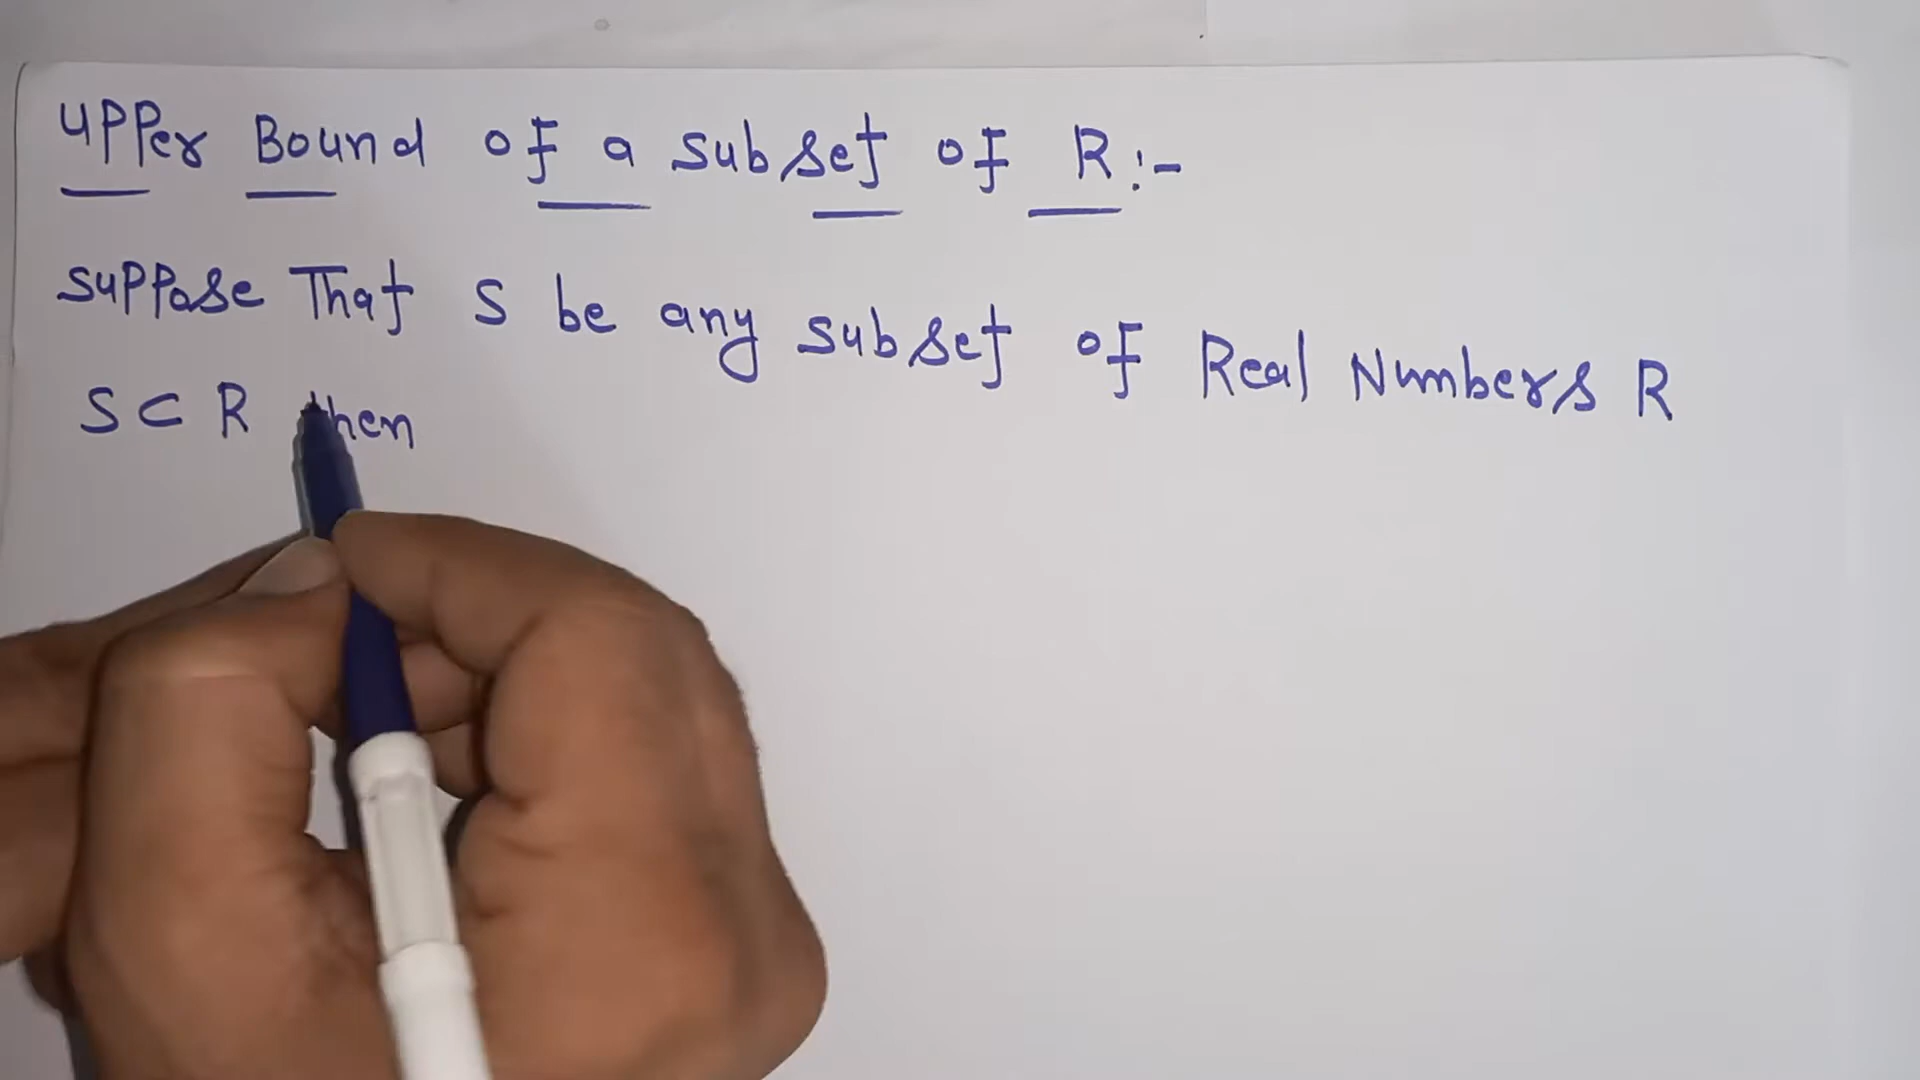 Upper Bound of a subset of R:-
Suppose That S be any subset of Real Numbers R
S ⊂ R then